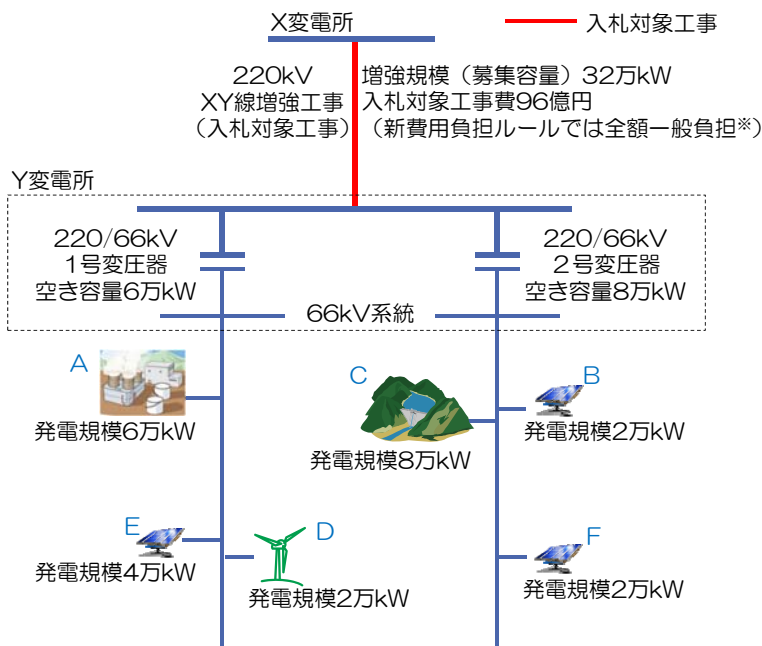 X変電所
入札対象工事
220kV
XY線増強工事
（入札対象工事）
増強規模（募集容量）32万kW
入札対象工事費96億円
（新費用負担ルールでは全額一般負担※）
Y変電所
220/66kV
1号変圧器
空き容量6万kW
220/66kV
２号変圧器
空き容量8万kW
66kV系統
A
発電規模6万kW
C
発電規模8万kW
B
発電規模2万kW
E
発電規模4万kW
D
発電規模2万kW
F
発電規模2万kW